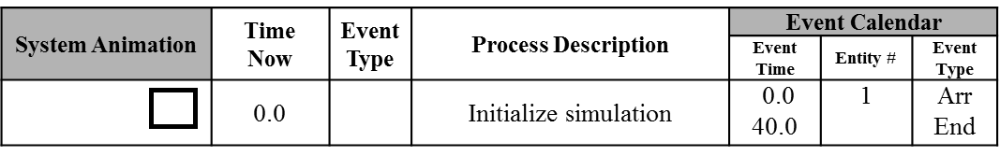 System Animation
Time Now
Event Type
Process Description
Event Calendar
Event Time
Entity #
Event Type
0.0
Initialize simulation
0.0 1 Arr
40.0 End